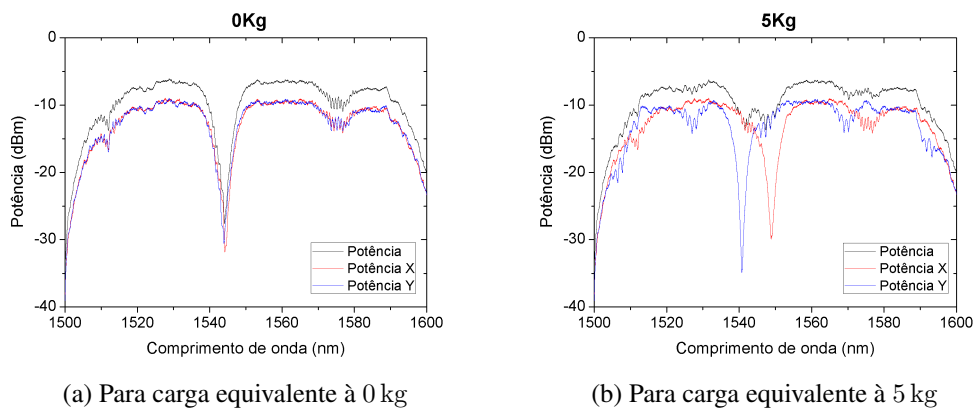 0Kg
0
-10
-20
-30
-40
Potência (dBm)
Potência
Potência X
Potência Y
1500 1520 1540 1560 1580 1600
Comprimento de onda (nm)
(a) Para carga equivalente à 0 kg
5Kg
0
-10
-20
-30
-40
Potência (dBm)
Potência
Potência X
Potência Y
1500 1520 1540 1560 1580 1600
Comprimento de onda (nm)
(b) Para carga equivalente à 5 kg